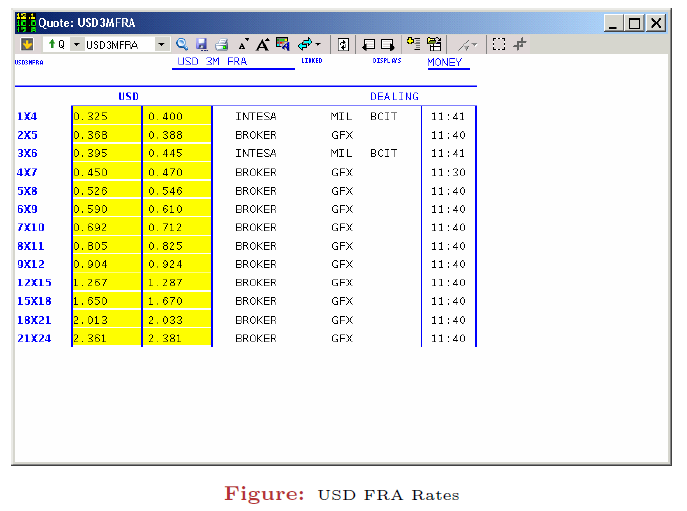 Quote: USD3MFRA
Q USD3MFRA
USD3MFRA USD 3M FRA LINKED DISPLAYS MONEY
USD DEALING
1X4 0.325 0.400 INTESA MIL BCIT 11:41
2X5 0.368 0.388 BROKER GFX 11:40
3X6 0.395 0.445 INTESA MIL BCIT 11:41
4X7 0.450 0.470 BROKER GFX 11:30
5X8 0.526 0.546 BROKER GFX 11:40
6X9 0.590 0.610 BROKER GFX 11:40
7X10 0.692 0.712 BROKER GFX 11:40
8X11 0.805 0.825 BROKER GFX 11:40
9X12 0.904 0.924 BROKER GFX 11:40
12X15 1.267 1.287 BROKER GFX 11:40
15X18 1.650 1.670 BROKER GFX 11:40
18X21 2.013 2.033 BROKER GFX 11:40
21X24 2.361 2.381 BROKER GFX 11:40
Figure: USD FRA Rates